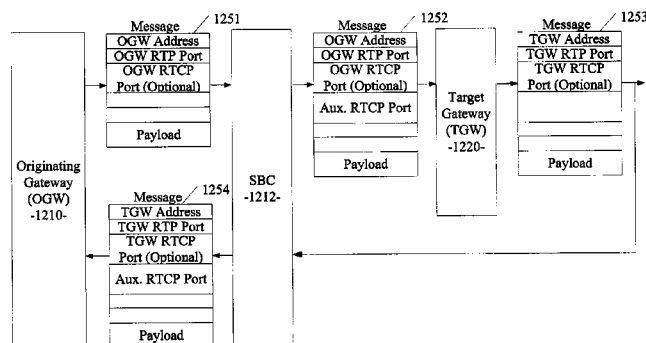 Message
1251
OGW Address
OGW RTP Port
OGW RTCP
Port (Optional)
Payload
Message
1252
OGW Address
OGW RTP Port
OGW RTCP
Port (Optional)
Aux. RTCP Port
Payload
Message
1253
TGW Address
TGW RTP Port
TGW RTCP
Port (Optional)
Payload
Originating
Gateway
(OGW)
-1210-
SBC
-1212-
Target
Gateway
(TGW)
-1220-
Message
1254
TGW Address
TGW RTP Port
TGW RTCP
Port (Optional)
Aux. RTCP Port
Payload